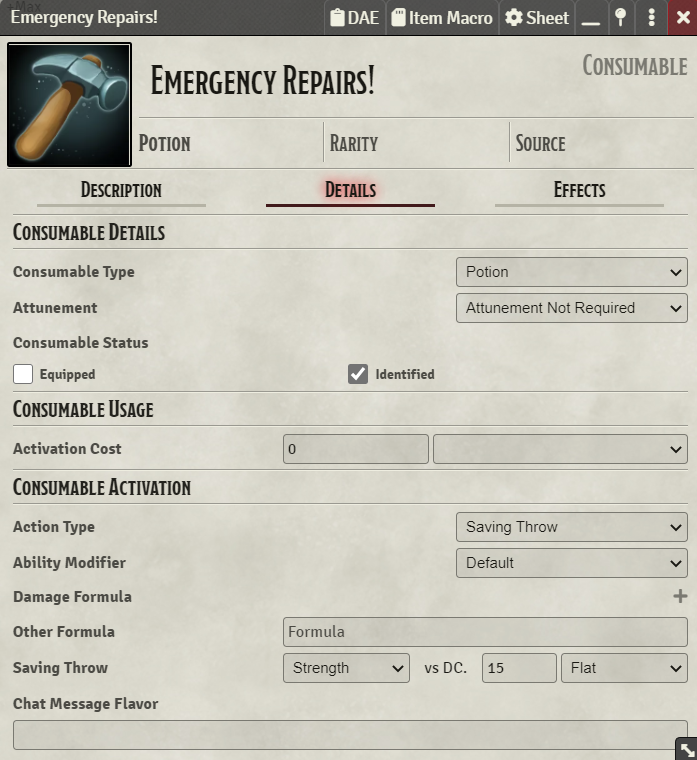 +Max
Emergency Repairs! DAE Item Macro Sheet
Emergency Repairs!
Consumable
Potion Rarity Source
Description Details Effects
Consumable Details
Consumable Type Potion
Attunement Attunement Not Required
Consumable Status
Equipped Identified
Consumable Usage
Activation Cost 0
Consumable Activation
Action Type Saving Throw
Ability Modifier Default
Damage Formula +
Other Formula Formula
Saving Throw Strength vs DC. 15 Flat
Chat Message Flavor